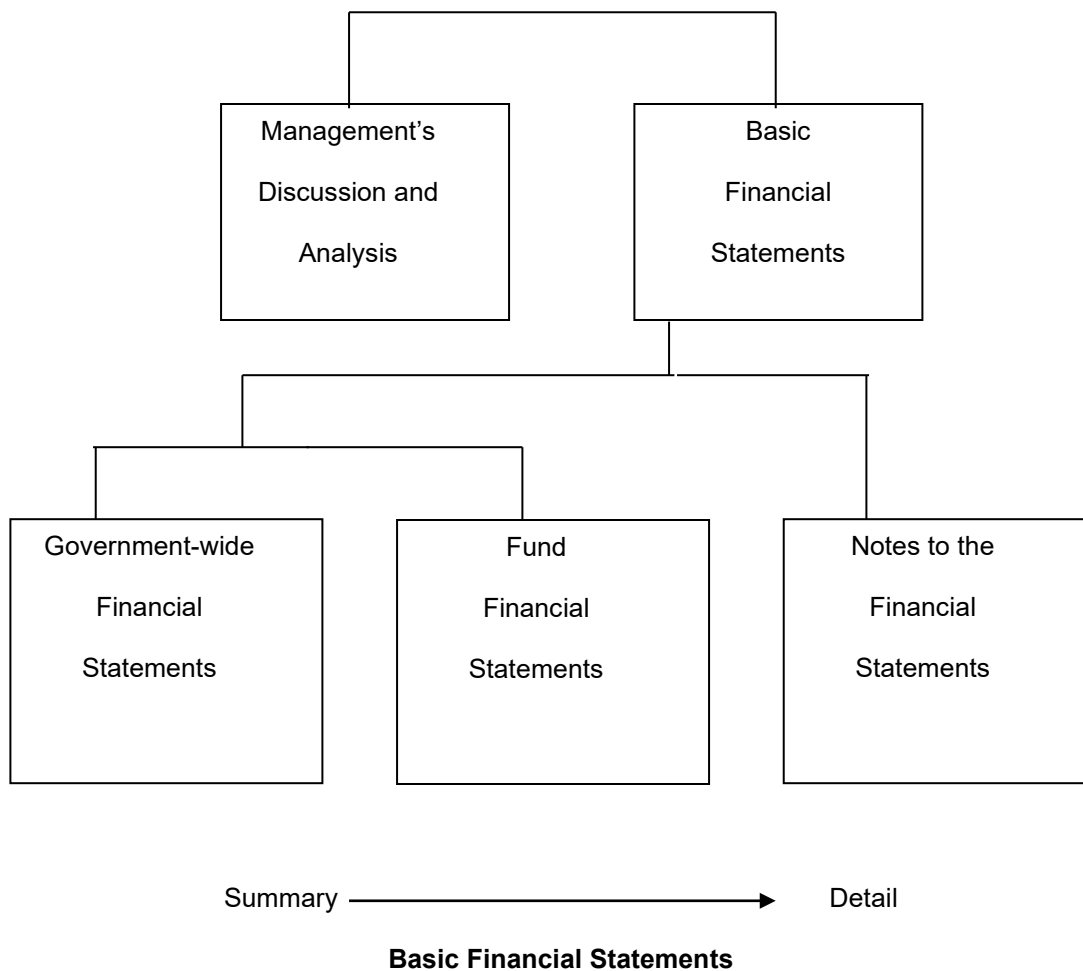 Management’s
Discussion and
Analysis
Basic
Financial
Statements
Government-wide
Financial
Statements
Fund
Financial
Statements
Notes to the
Financial
Statements
Summary
Detail
Basic Financial Statements